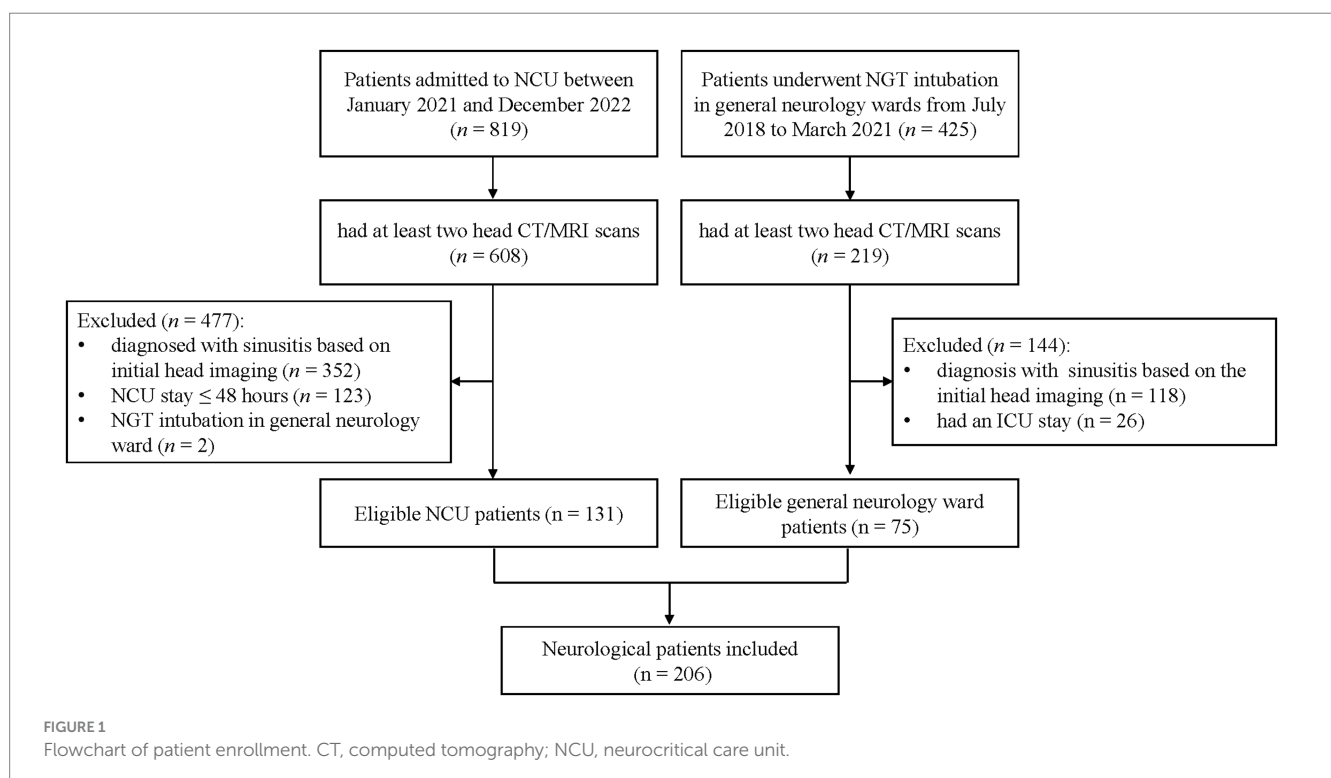 Patients admitted to NCU between
January 2021 and December 2022
(n = 819)
Patients underwent NGT intubation
in general neurology wards from July
2018 to March 2021 (n = 425)
had at least two head CT/MRI scans
(n = 608)
had at least two head CT/MRI scans
(n = 219)
Excluded (n = 477):
• diagnosed with sinusitis based on
initial head imaging (n = 352)
• NCU stay ≤ 48 hours (n = 123)
• NGT intubation in general neurology
ward (n = 2)
Excluded (n = 144):
• diagnosis with sinusitis based on the
initial head imaging (n = 118)
• had an ICU stay (n = 26)
Eligible NCU patients (n = 131)
Eligible general neurology ward
patients (n = 75)
Neurological patients included
(n = 206)
FIGURE 1
Flowchart of patient enrollment. CT, computed tomography; NCU, neurocritical care unit.